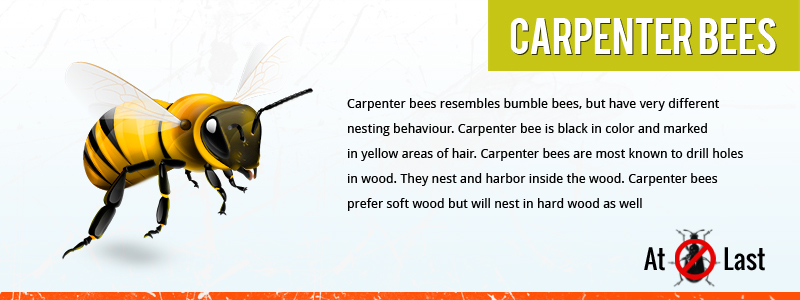 CARPENTER BEES
Carpenter bees resembles bumble bees, but have very different
nesting behaviour. Carpenter bee is black in color and marked
in yellow areas of hair. Carpenter bees are most known to drill holes
in wood. They nest and harbor inside the wood. Carpenter bees
prefer soft wood but will nest in hard wood as well
At Last